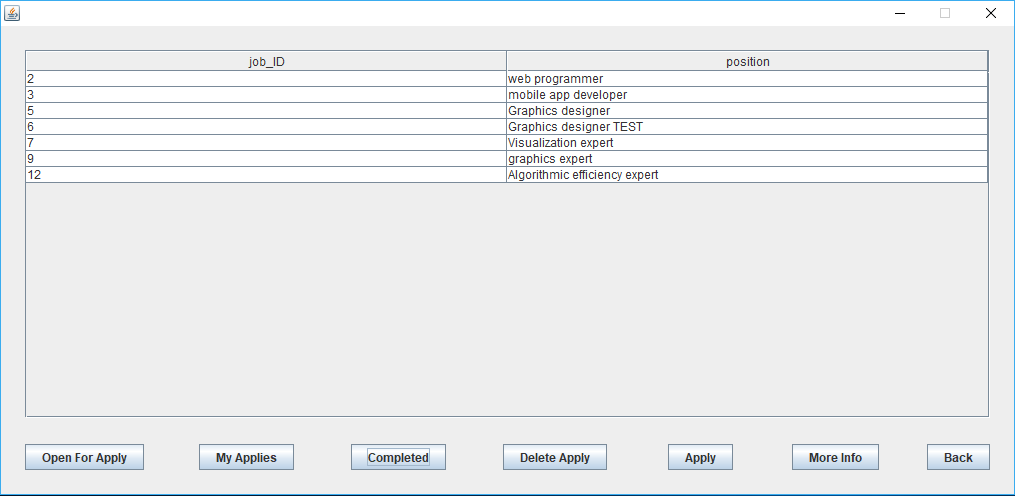 job_ID position
2 web programmer
3 mobile app developer
5 Graphics designer
6 Graphics designer TEST
7 Visualization expert
9 graphics expert
12 Algorithmic efficiency expert
Open For Apply My Applies Completed Delete Apply Apply More Info Back